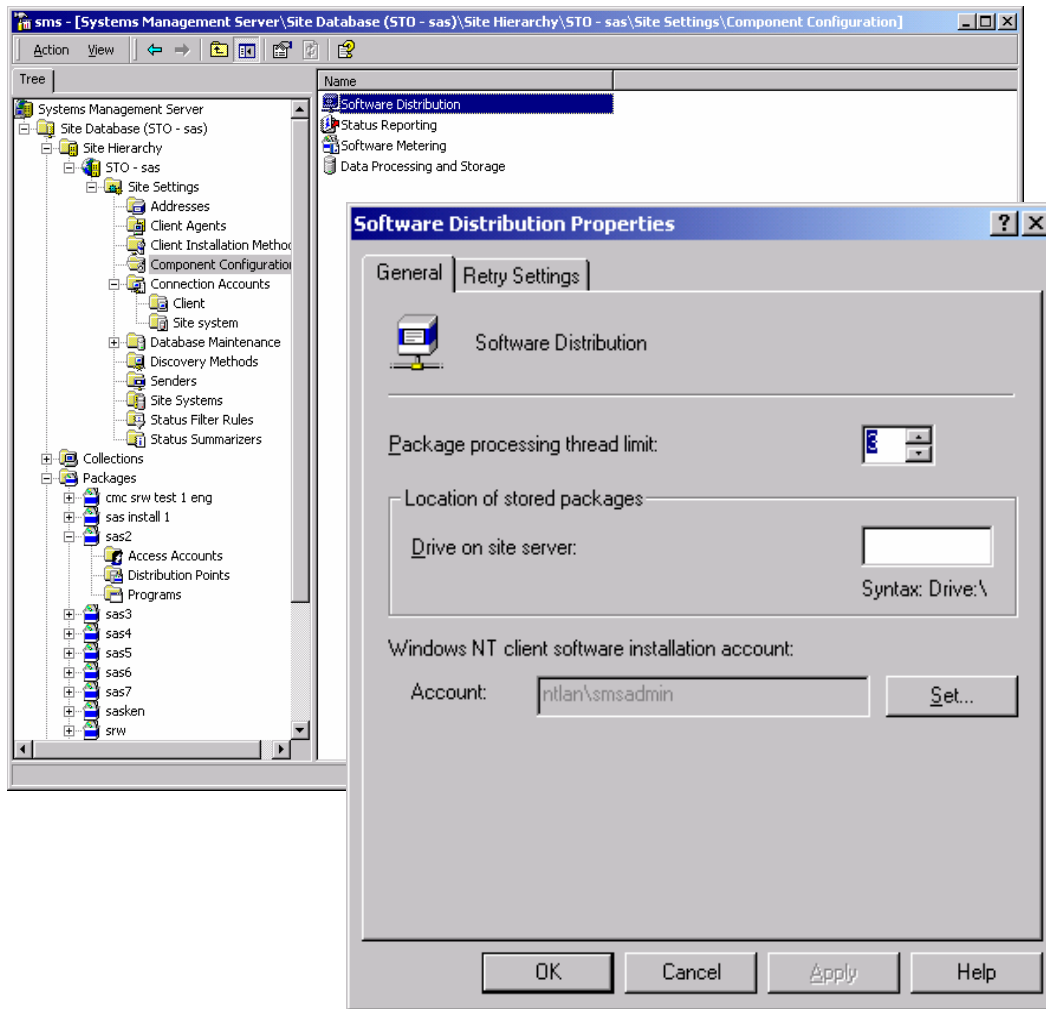 sms - [Systems Management Server\Site Database (STO - sas)\Site Hierarchy\STO - sas\Site Settings\Component Configuration]
Action View
Tree
Systems Management Server
Site Database (STO - sas)
Site Hierarchy
STO - sas
Site Settings
Addresses
Client Agents
Client Installation Metho
Component Configuratio
Connection Accounts
Client
Site system
Database Maintenance
Discovery Methods
Senders
Site Systems
Status Filter Rules
Status Summarizers
Collections
Packages
cmc srw test 1 eng
sas install 1
sas2
Access Accounts
Distribution Points
Programs
sas3
sas4
sas5
sas6
sas7
sasken
srw
Name
Software Distribution
Status Reporting
Software Metering
Data Processing and Storage
Software Distribution Properties
General Retry Settings
Software Distribution
Package processing thread limit: 3
Location of stored packages
Drive on site server:
Syntax: Drive:\
Windows NT client software installation account:
Account: ntlan\smsadmin Set...
OK Cancel Apply Help